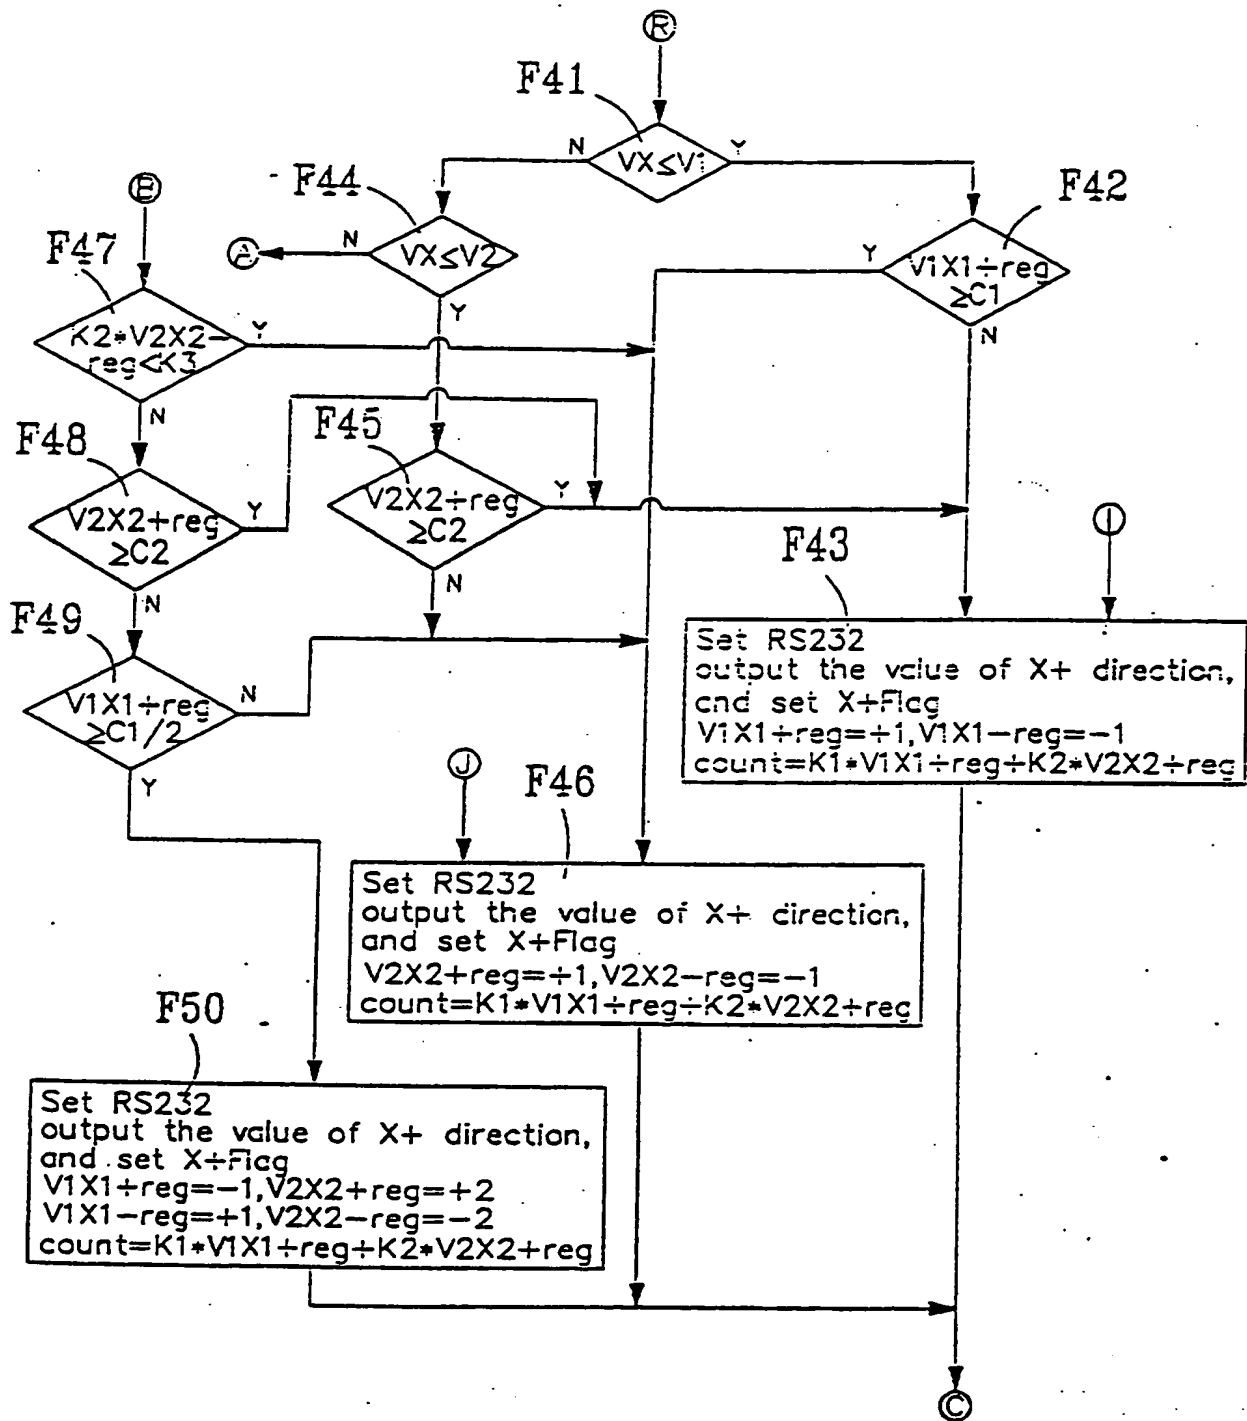 R
F41
N
VX≤V1
Y
F44
F42
E
N
VX≤V2
A
Y
V1X1+reg
≥C1
F47
K2*V2X2-
reg<K3
Y
Y
N
N
F48
F45
V2X2+reg
≥C2
Y
V2X2+reg
≥C2
Y
I
F43
N
N
F49
Set RS232
output the value of X+ direction,
and set X+Flag
V1X1+reg=+1,V1X1-reg=-1
count=K1*V1X1+reg+K2*V2X2+reg
V1X1+reg
≥C1/2
N
Y
J
F46
Set RS232
output the value of X+ direction,
and set X+Flag
V2X2+reg=+1,V2X2-reg=-1
count=K1*V1X1+reg+K2*V2X2+reg
F50
Set RS232
output the value of X+ direction,
and set X+Flag
V1X1+reg=-1,V2X2+reg=+2
V1X1-reg=+1,V2X2-reg=-2
count=K1*V1X1+reg+K2*V2X2+reg
C